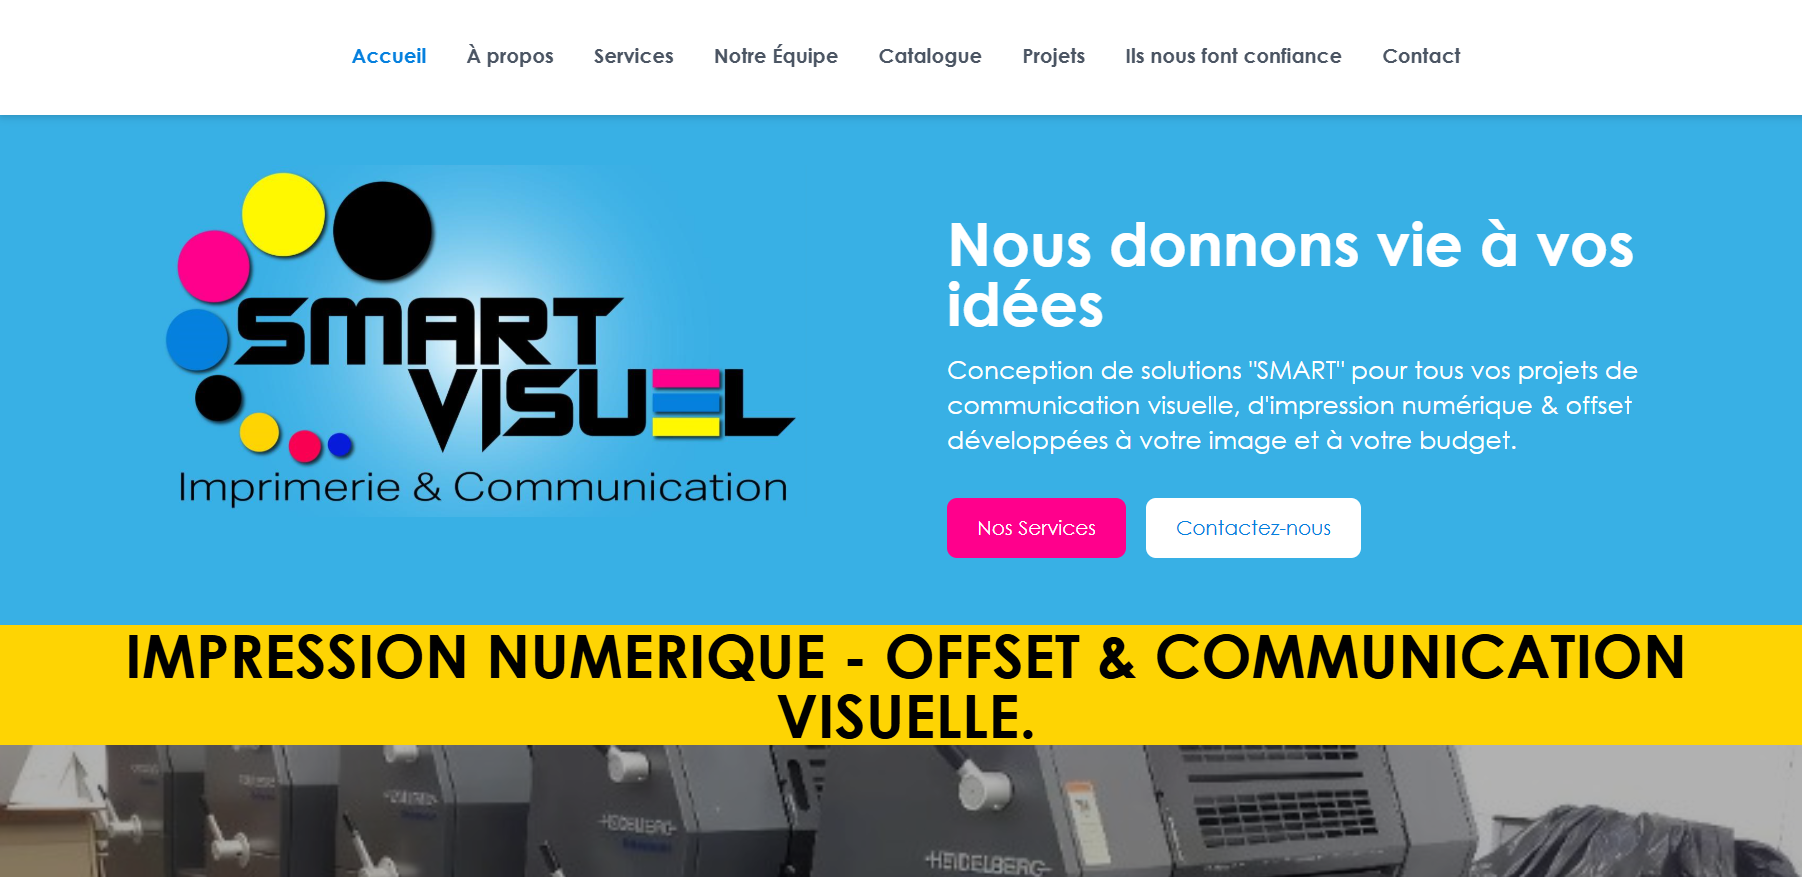 Accueil À propos Services Notre Équipe Catalogue Projets Ils nous font confiance Contact
SMART
VISUEL
Imprimerie & Communication
Nous donnons vie à vos
idées
Conception de solutions "SMART" pour tous vos projets de
communication visuelle, d'impression numérique & offset
développées à votre image et à votre budget.
Nos Services Contactez-nous
IMPRESSION NUMERIQUE - OFFSET & COMMUNICATION
VISUELLE.
HEIDELBERG
HEIDELBERG